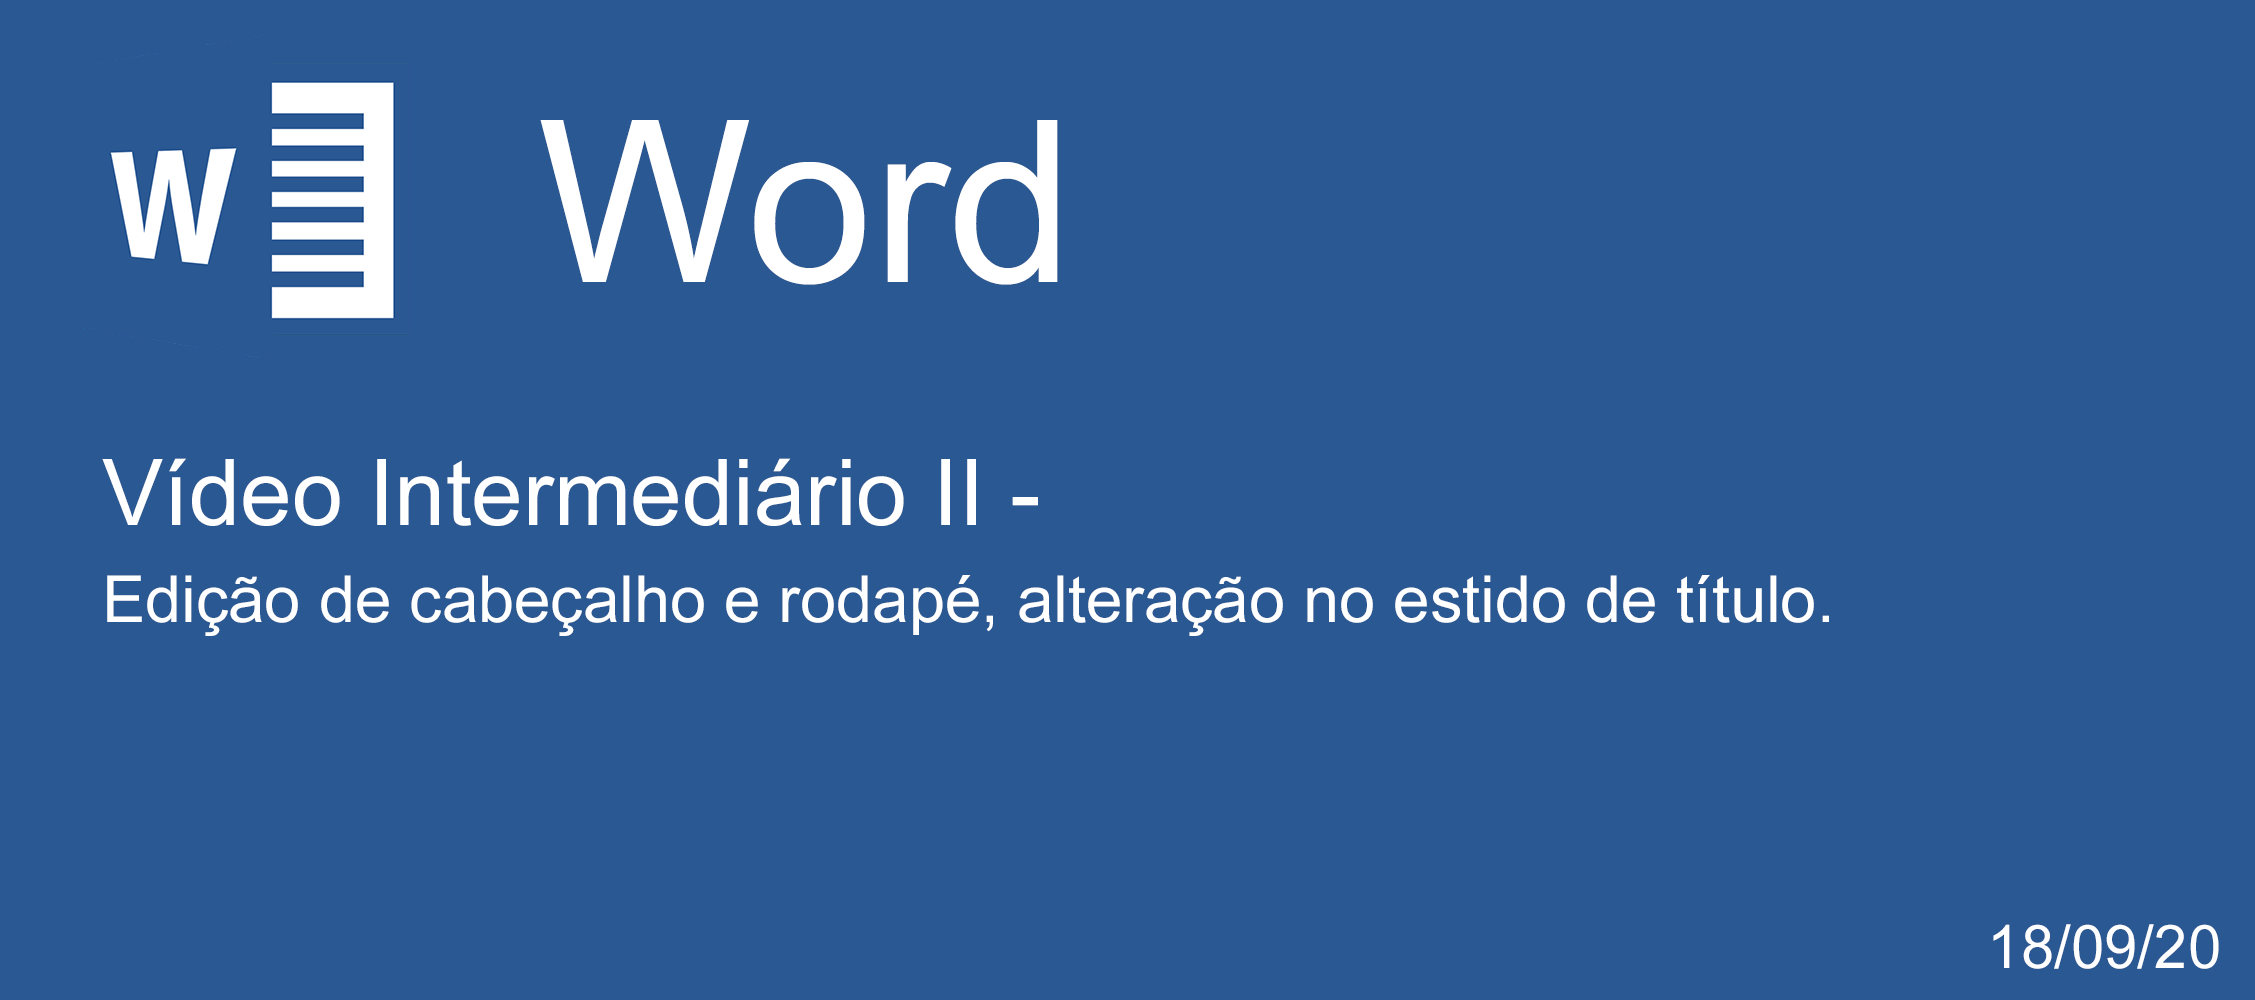 W Word
Vídeo Intermediário II -
Edição de cabeçalho e rodapé, alteração no estido de título.
18/09/20